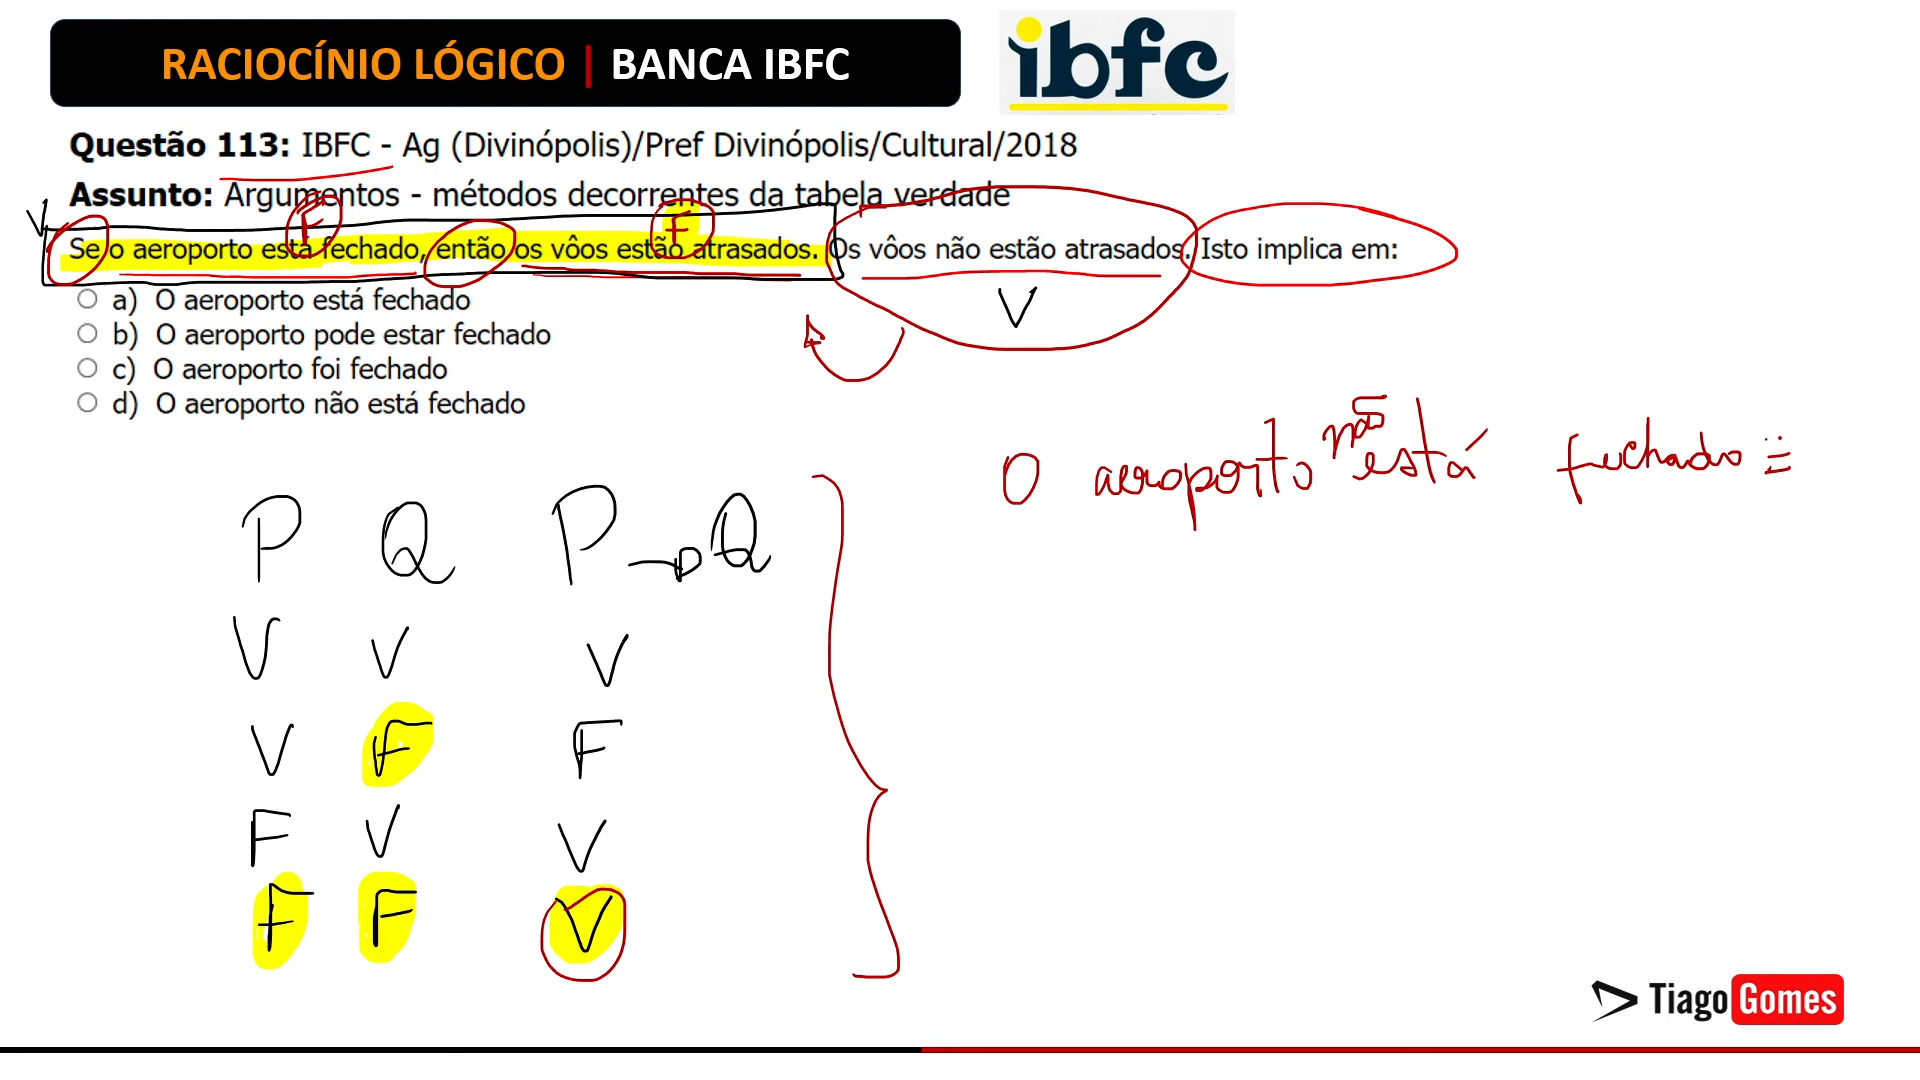 RACIOCÍNIO LÓGICO | BANCA IBFC
ibfc
Questão 113: IBFC - Ag (Divinópolis)/Pref Divinópolis/Cultural/2018
Assunto: Argumentos - métodos decorrentes da tabela verdade
V F F
Se o aeroporto está fechado, então os vôos estão atrasados. Os vôos não estão atrasados. Isto implica em:
V
a) O aeroporto está fechado
b) O aeroporto pode estar fechado
c) O aeroporto foi fechado
d) O aeroporto não está fechado
O aeroporto não está fechado
P Q P → Q
V V V
V F F
F V V
F F V
Tiago Gomes